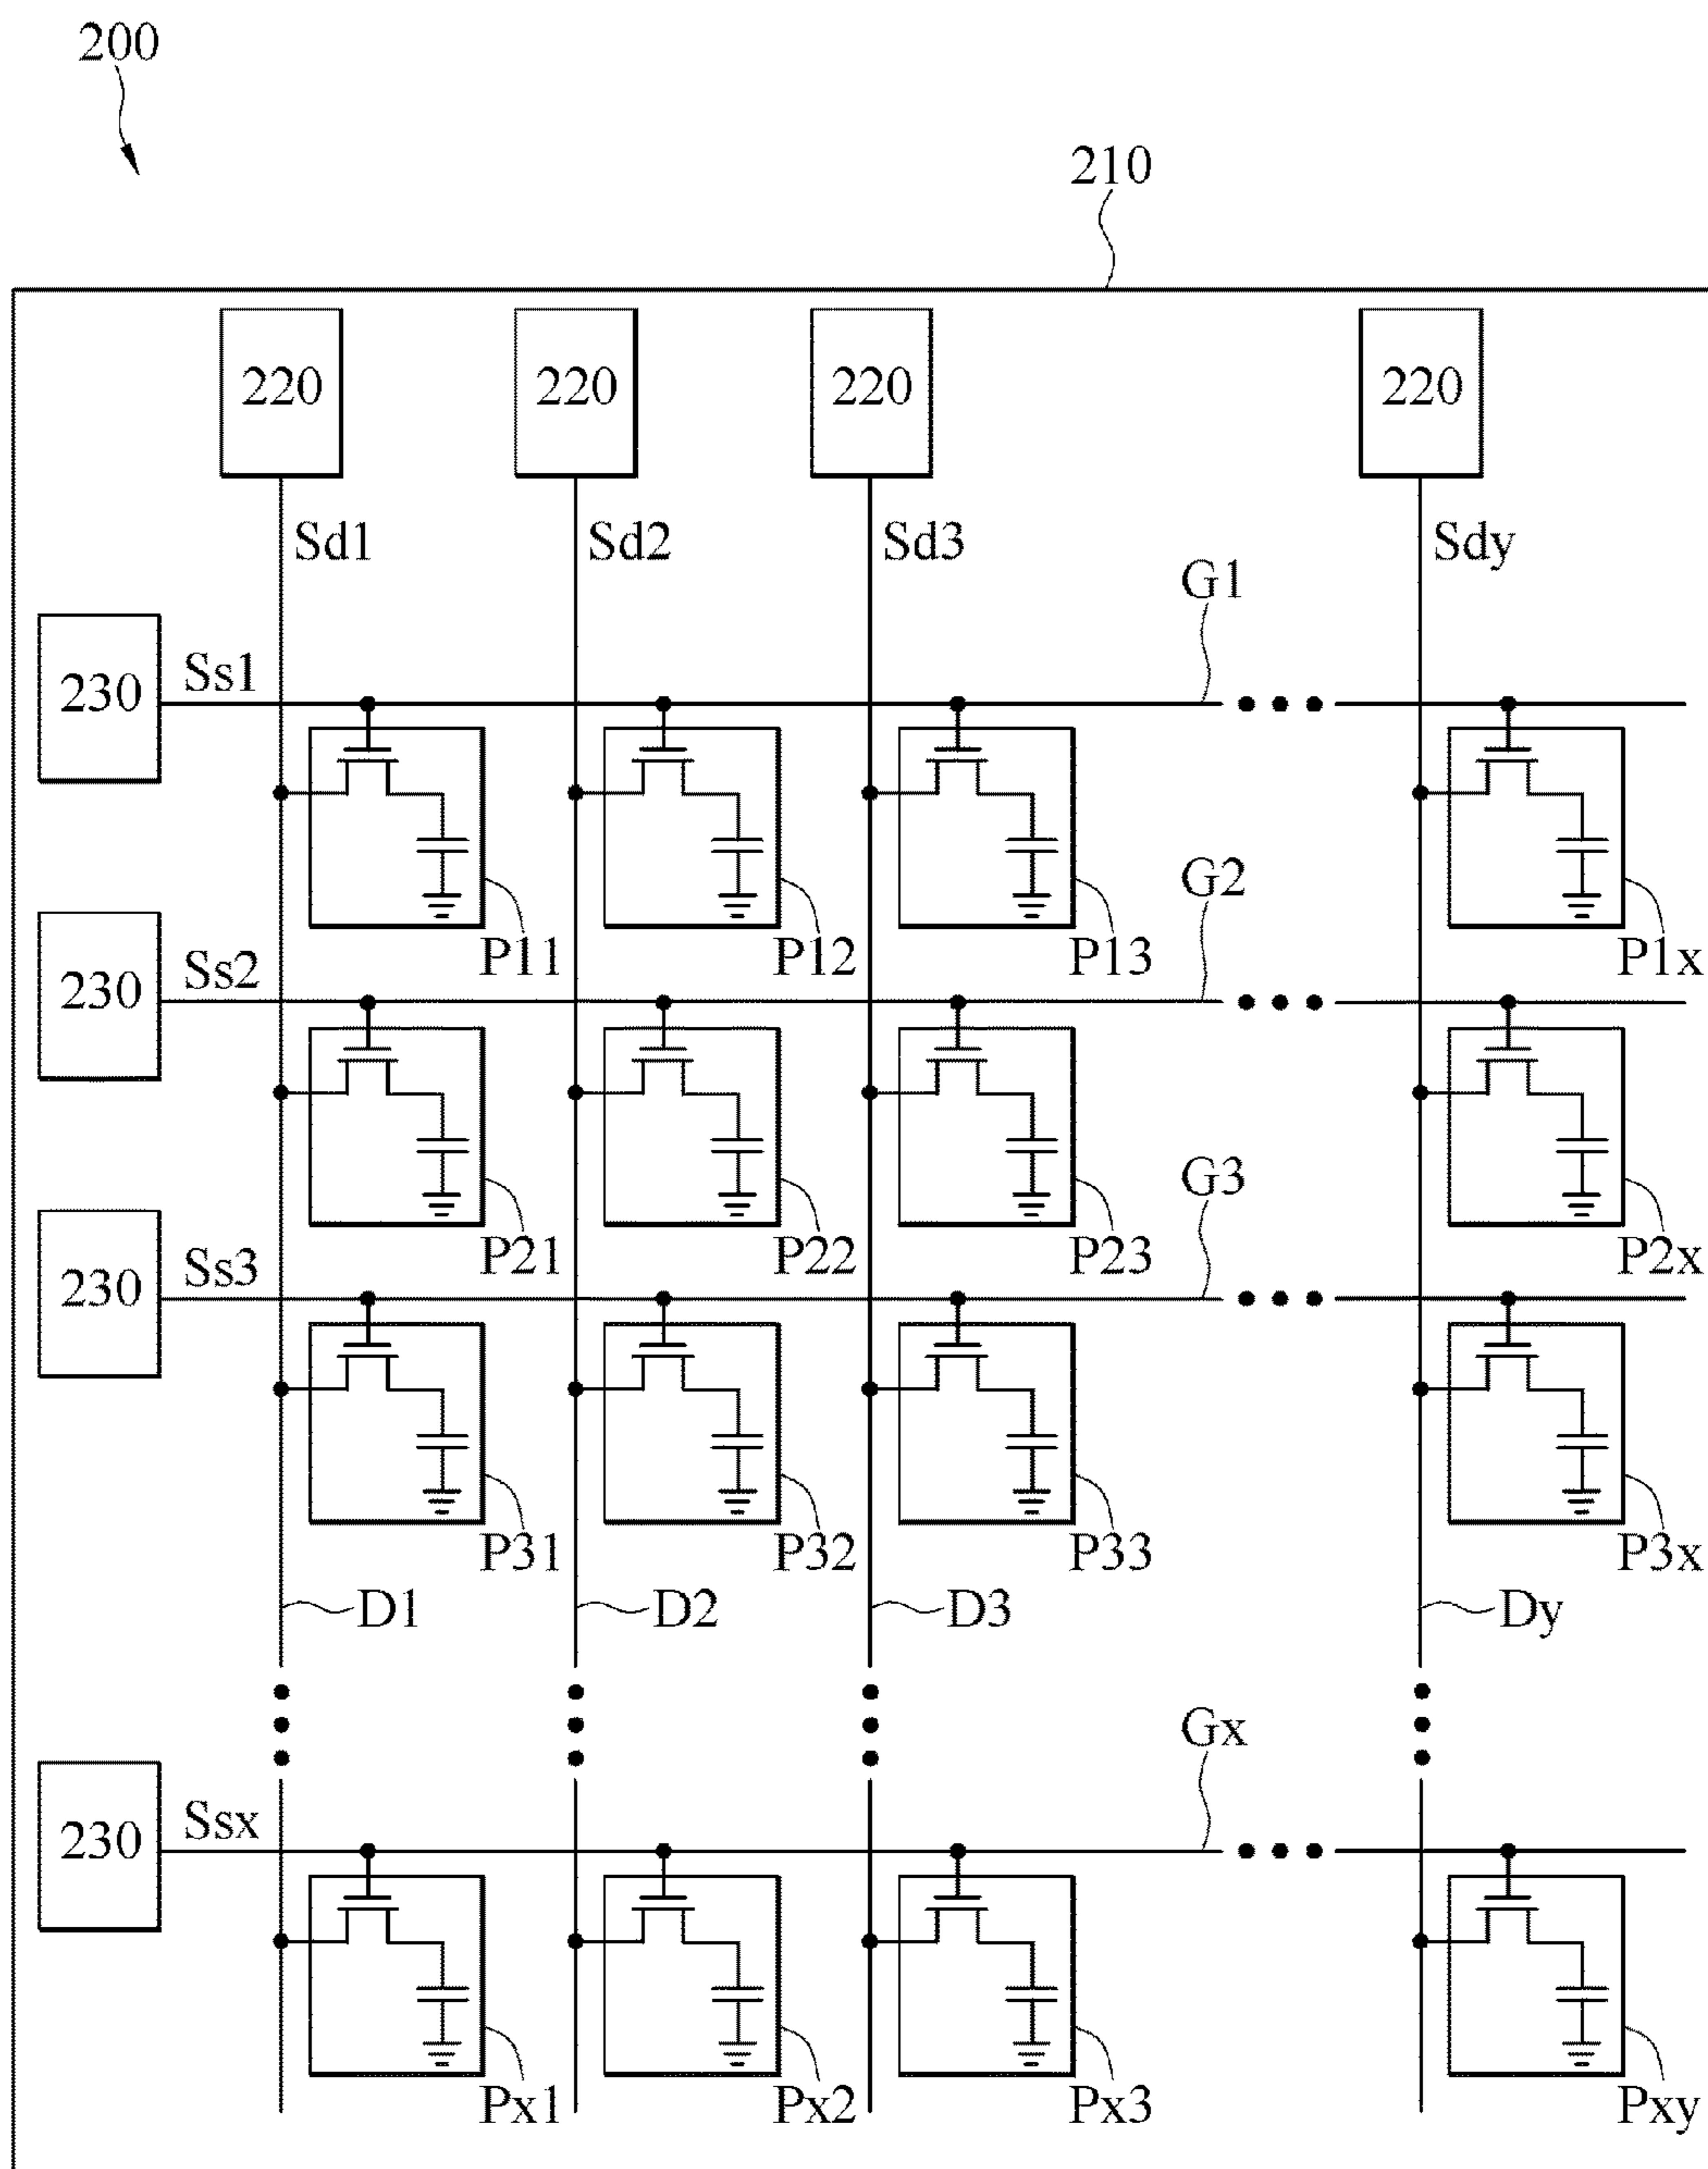 200
210
220 220 220 220
Sd1 Sd2 Sd3 Sdy
G1
230 Ss1
P11 P12 P13 P1x
G2
230 Ss2
P21 P22 P23 P2x
G3
230 Ss3
P31 P32 P33 P3x
D1 D2 D3 Dy
Gx
230 Ssx
Px1 Px2 Px3 Pxy